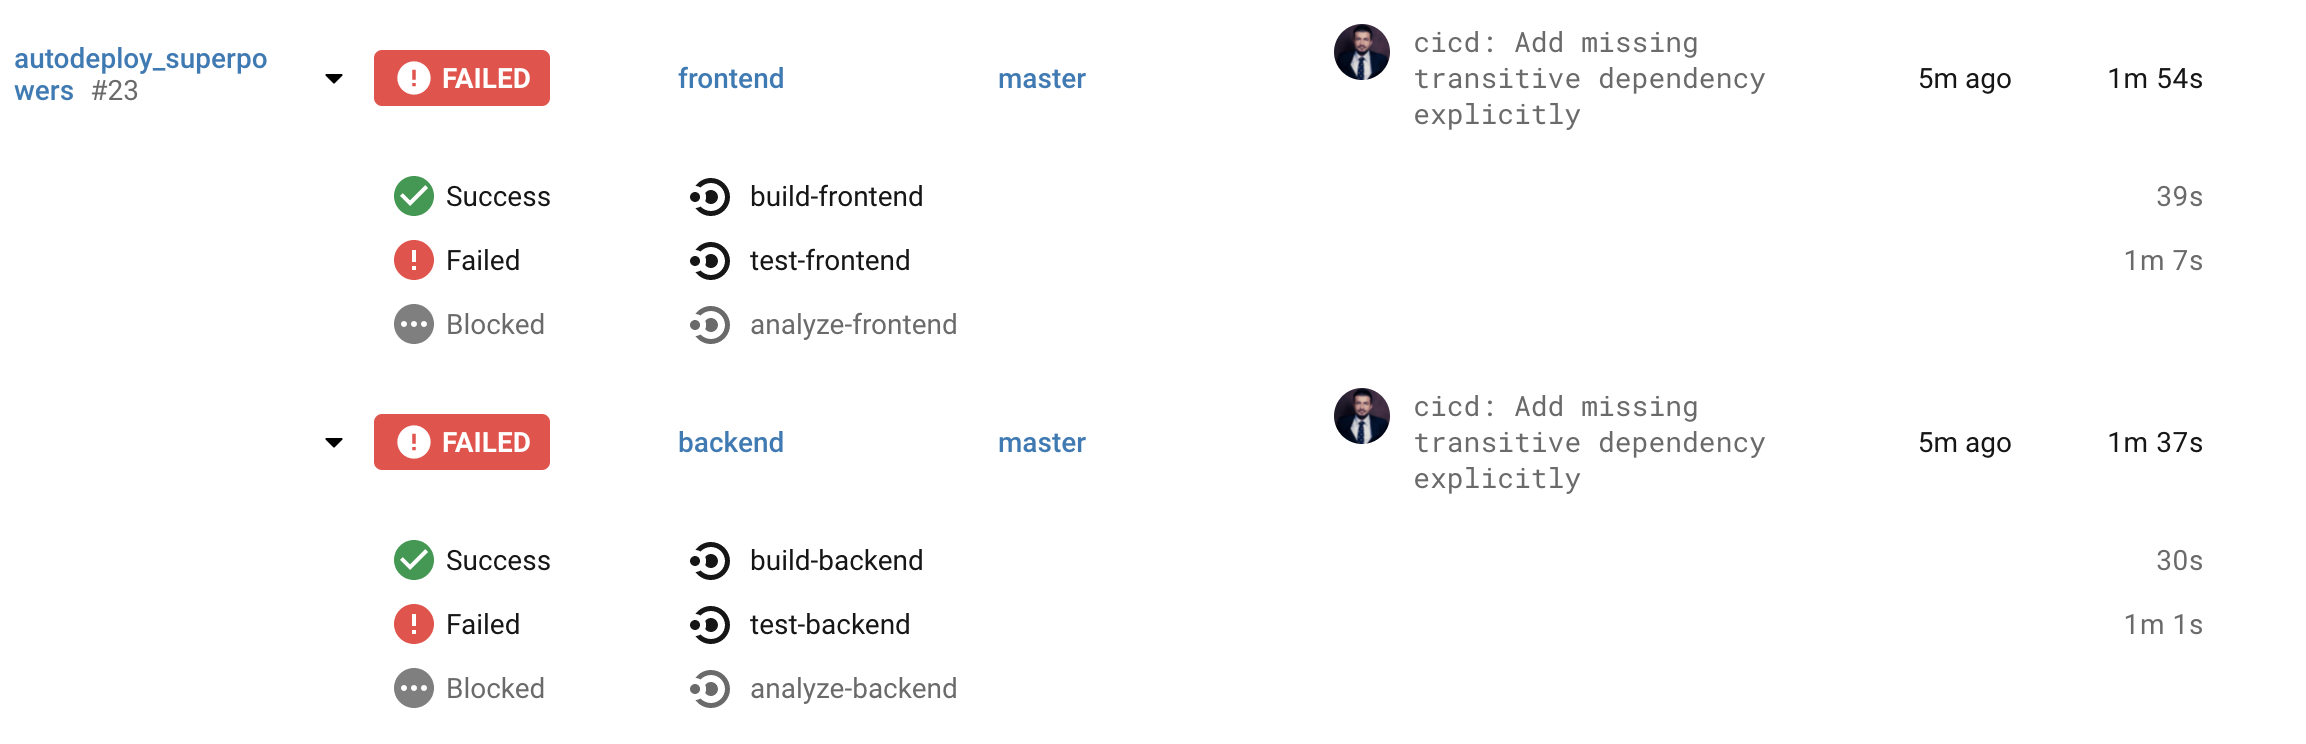 autodeploy_superpo
wers #23
FAILED
frontend
master
cicd: Add missing
transitive dependency
explicitly
5m ago
1m 54s
Success
build-frontend
39s
Failed
test-frontend
1m 7s
Blocked
analyze-frontend
FAILED
backend
master
cicd: Add missing
transitive dependency
explicitly
5m ago
1m 37s
Success
build-backend
30s
Failed
test-backend
1m 1s
Blocked
analyze-backend